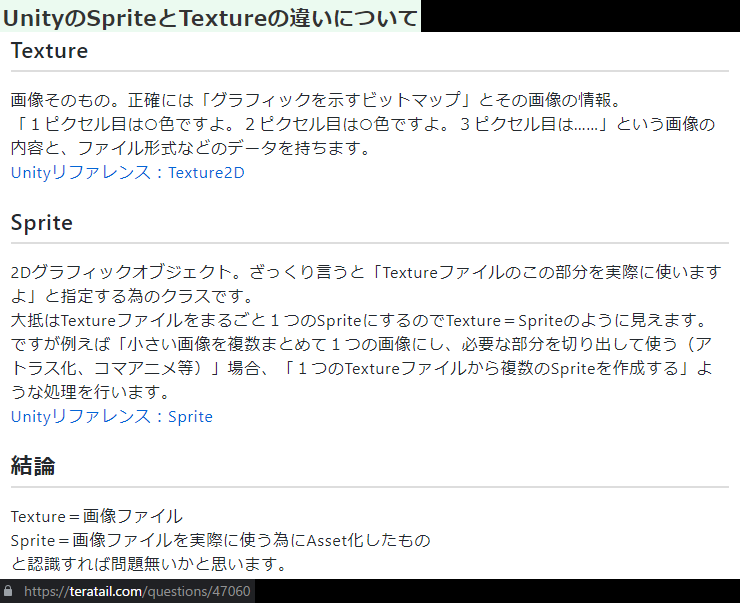 UnityのSpriteとTextureの違いについて
Texture
画像そのもの。正確には「グラフィックを示すビットマップ」とその画像の情報。
「１ピクセル目は○色ですよ。２ピクセル目は○色ですよ。３ピクセル目は……」という画像の
内容と、ファイル形式などのデータを持ちます。
Unityリファレンス：Texture2D
Sprite
2Dグラフィックオブジェクト。ざっくり言うと「Textureファイルのこの部分を実際に使います
よ」と指定する為のクラスです。
大抵はTextureファイルをまるごと１つのSpriteにするのでTexture＝Spriteのように見えます。
ですが例えば「小さい画像を複数まとめて１つの画像にし、必要な部分を切り出して使う（ア
トラス化、コマアニメ等）」場合、「１つのTextureファイルから複数のSpriteを作成する」よ
うな処理を行います。
Unityリファレンス：Sprite
結論
Texture＝画像ファイル
Sprite＝画像ファイルを実際に使う為にAsset化したもの
と認識すれば問題無いかと思います。
https://teratail.com/questions/47060